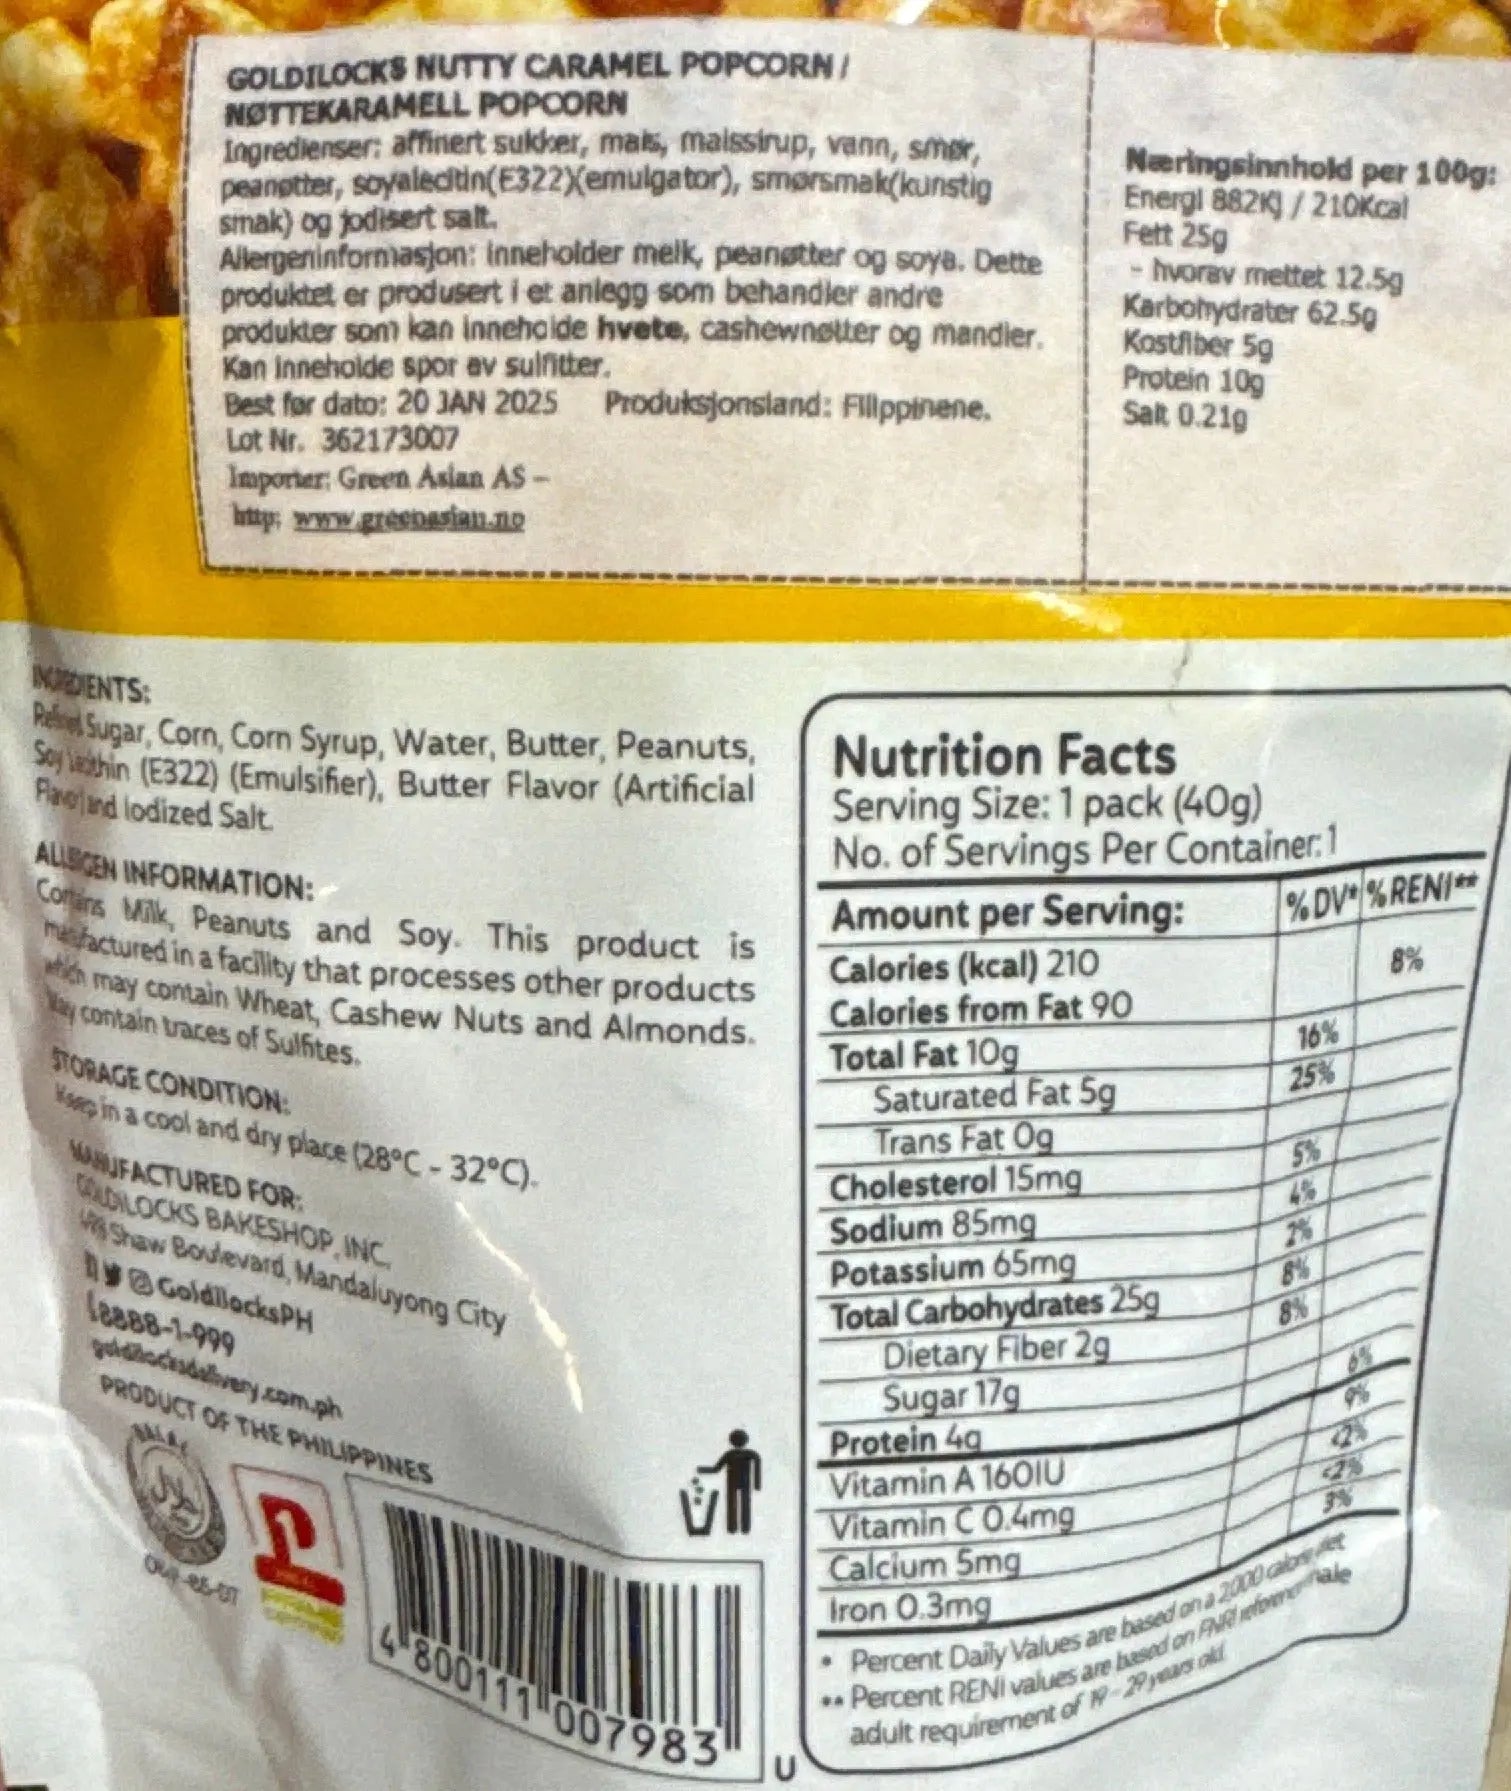 GOLDILOCKS NUTTY CARAMEL POPCORN /
NØTTEKARAMELL POPCORN
Ingredienser: affinert sukker, mais, maissirup, vann, smør,
peanøtter, soyalecitin(E322)(emulgator), smørsmak(kunstig
smak) og jodisert salt.
Allergeninformasjon: inneholder melk, peanøtter og soya. Dette
produktet er produsert i et anlegg som behandler andre
produkter som kan inneholde hvete, cashewnøtter og mandler.
Kan inneholde spor av sulfitter.
Best før dato: 20 JAN 2025 Produksjonsland: Filippinene.
Lot Nr. 362173007
Importer: Green Asian AS –
http: www.greenasian.no
Næringsinnhold per 100g:
Energi 882KJ / 210Kcal
Fett 25g
- hvorav mettet 12.5g
Karbohydrater 62.5g
Kostfiber 5g
Protein 10g
Salt 0.21g
INGREDIENTS:
Refined Sugar, Corn, Corn Syrup, Water, Butter, Peanuts,
Soy Lecithin (E322) (Emulsifier), Butter Flavor (Artificial
Flavor) and Iodized Salt.
ALLERGEN INFORMATION:
Contains Milk, Peanuts and Soy. This product is
manufactured in a facility that processes other products
which may contain Wheat, Cashew Nuts and Almonds.
May contain traces of Sulfites.
STORAGE CONDITION:
Keep in a cool and dry place (28°C - 32°C).
MANUFACTURED FOR:
GOLDILOCKS BAKESHOP, INC.
498 Shaw Boulevard, Mandaluyong City
GoldilocksPH
8888-1-999
goldilocksdelivery.com.ph
PRODUCT OF THE PHILIPPINES
HALAL
4 800111 007983
U
Nutrition Facts
Serving Size: 1 pack (40g)
No. of Servings Per Container: 1
Amount per Serving: %DV* %RENI**
Calories (kcal) 210 8%
Calories from Fat 90
Total Fat 10g 16%
Saturated Fat 5g 25%
Trans Fat 0g
Cholesterol 15mg 5%
Sodium 85mg 4%
Potassium 65mg 2%
Total Carbohydrates 25g 8%
Dietary Fiber 2g 8%
Sugar 17g
Protein 4g 6%
Vitamin A 160IU 9%
Vitamin C 0.4mg <2%
Calcium 5mg <2%
Iron 0.3mg 3%
* Percent Daily Values are based on a 2,000 calorie diet
** Percent RENI values are based on FNRI reference male
adult requirement of 19 - 29 years old.